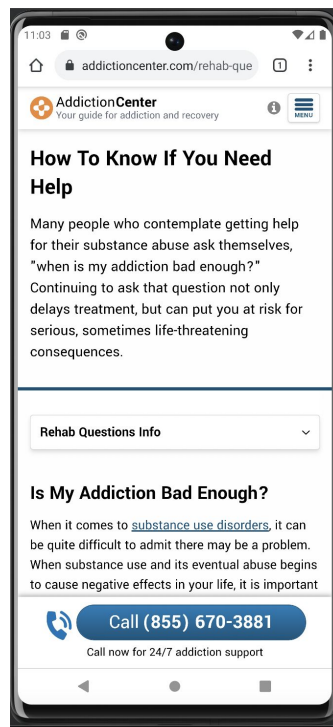 11:03
addictioncenter.com/rehab-que
1
AddictionCenter
Your guide for addiction and recovery
MENU
How To Know If You Need
Help
Many people who contemplate getting help
for their substance abuse ask themselves,
"when is my addiction bad enough?"
Continuing to ask that question not only
delays treatment, but can put you at risk for
serious, sometimes life-threatening
consequences.
Rehab Questions Info
Is My Addiction Bad Enough?
When it comes to substance use disorders, it can
be quite difficult to admit there may be a problem.
When substance use and its eventual abuse begins
to cause negative effects in your life, it is important
Call (855) 670-3881
Call now for 24/7 addiction support